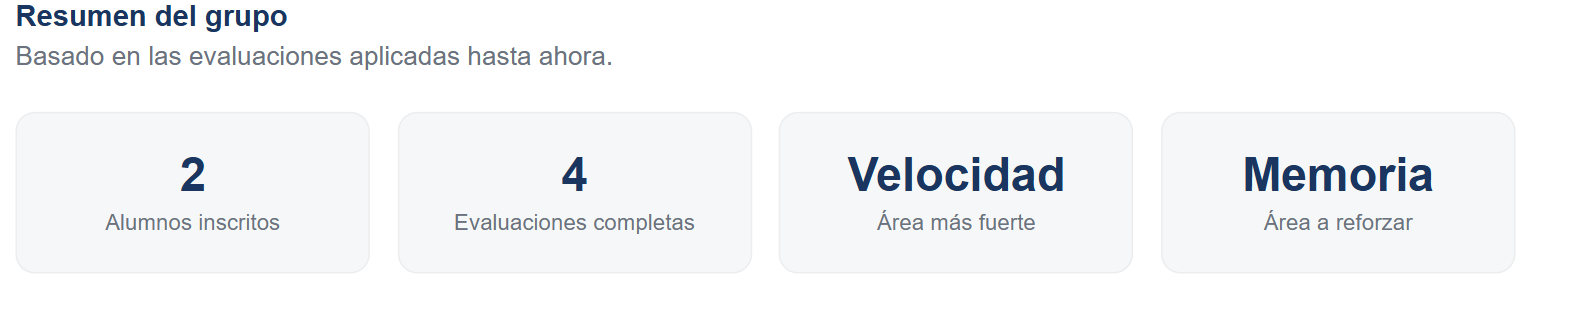 Resumen del grupo
Basado en las evaluaciones aplicadas hasta ahora.
2
Alumnos inscritos
4
Evaluaciones completas
Velocidad
Área más fuerte
Memoria
Área a reforzar